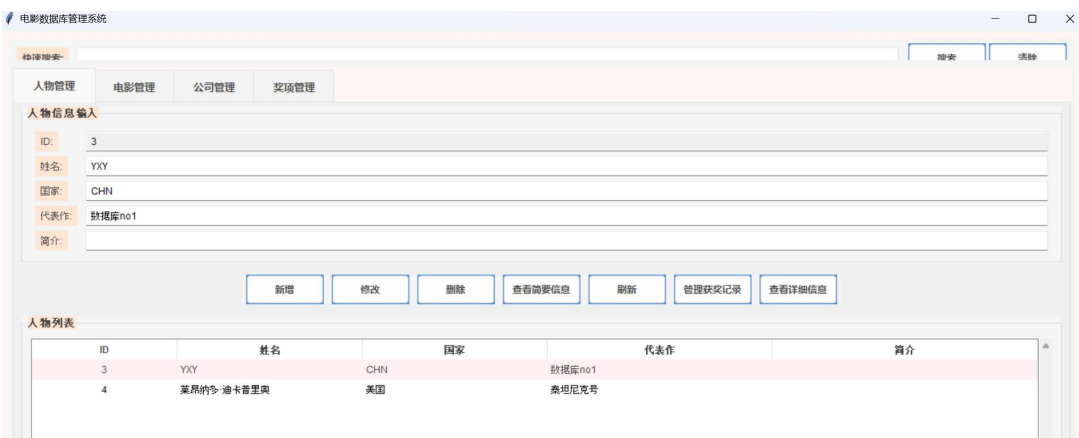 电影数据库管理系统
快速搜索: 搜索 清除
人物管理 电影管理 公司管理 奖项管理
人物信息输入
ID: 3
姓名: YXY
国家: CHN
代表作: 数据库no1
简介:
新增 修改 删除 查看简要信息 刷新 管理获奖记录 查看详细信息
人物列表
ID 姓名 国家 代表作 简介
3 YXY CHN 数据库no1
4 莱昂纳多·迪卡普里奥 美国 泰坦尼克号